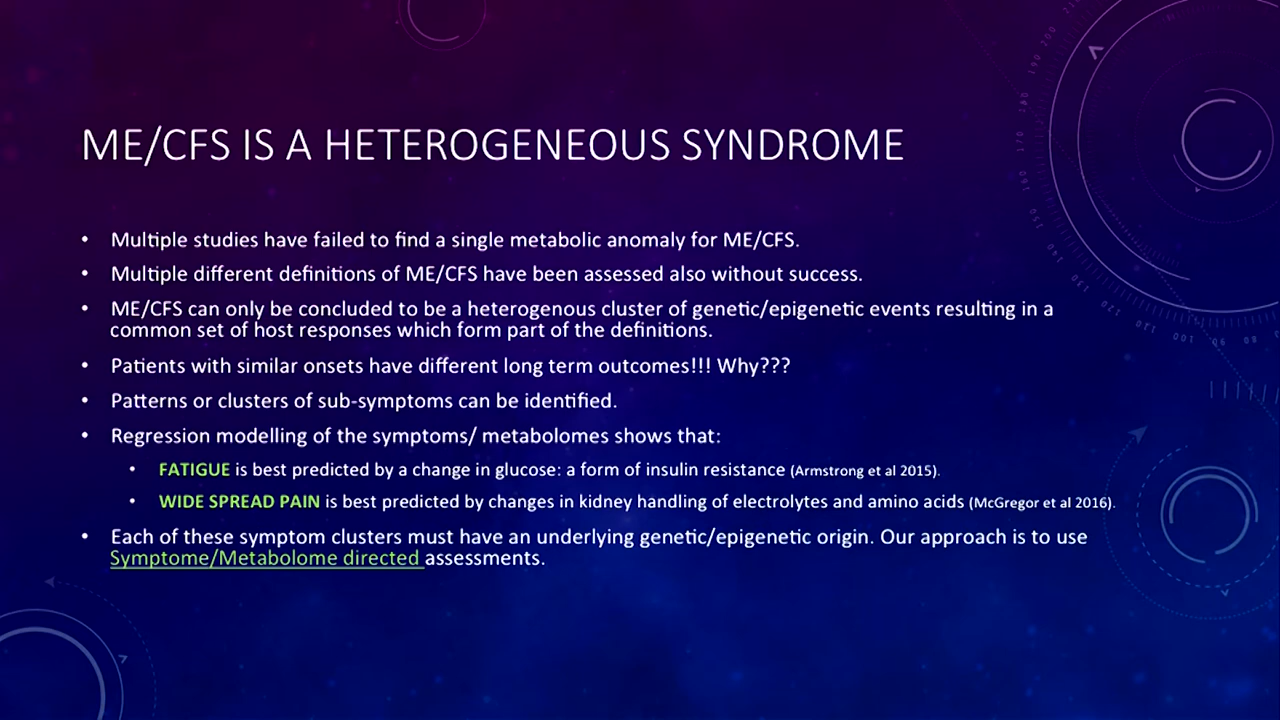 ME/CFS IS A HETEROGENEOUS SYNDROME
• Multiple studies have failed to find a single metabolic anomaly for ME/CFS.
• Multiple different definitions of ME/CFS have been assessed also without success.
• ME/CFS can only be concluded to be a heterogenous cluster of genetic/epigenetic events resulting in a
common set of host responses which form part of the definitions.
• Patients with similar onsets have different long term outcomes!!! Why???
• Patterns or clusters of sub-symptoms can be identified.
• Regression modelling of the symptoms/ metabolomes shows that:
• FATIGUE is best predicted by a change in glucose: a form of insulin resistance (Armstrong et al 2015).
• WIDE SPREAD PAIN is best predicted by changes in kidney handling of electrolytes and amino acids (McGregor et al 2016).
• Each of these symptom clusters must have an underlying genetic/epigenetic origin. Our approach is to use
Symptome/Metabolome directed assessments.